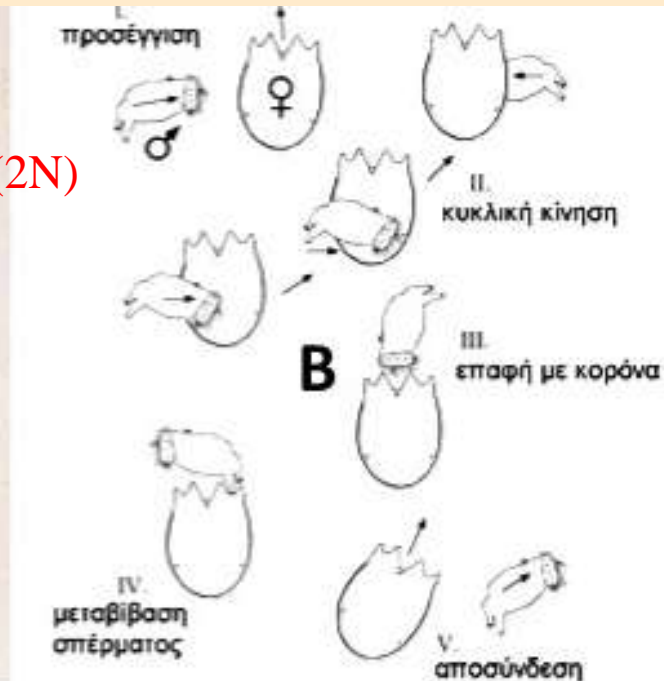 I.
προσέγγιση
♀
♂
(2N)
II.
κυκλική κίνηση
B
III.
επαφή με κορόνα
IV.
μεταβίβαση
σπέρματος
V.
αποσύνδεση